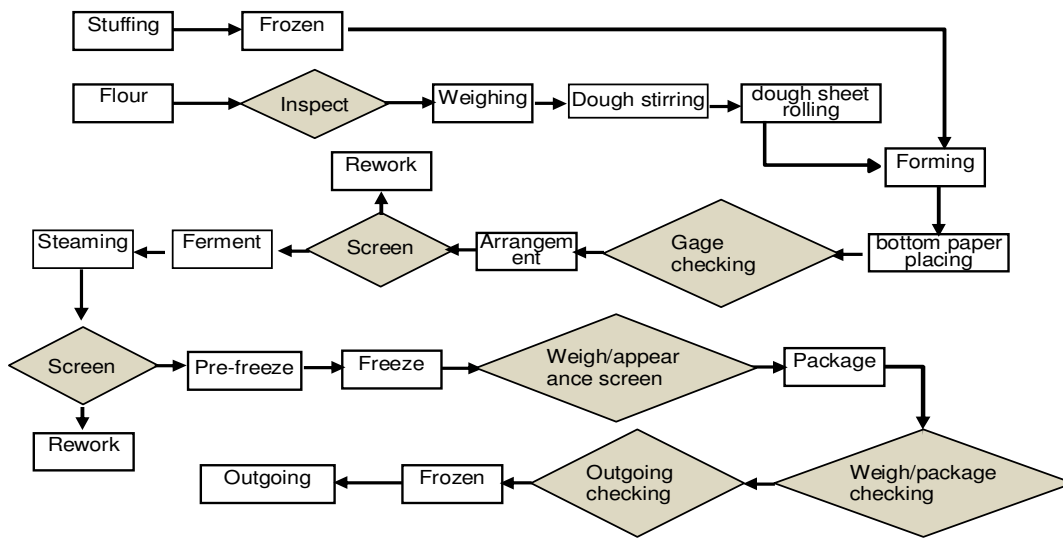 Stuffing
Frozen
Flour
Inspect
Weighing
Dough stirring
dough sheet
rolling
Forming
Rework
Steaming
Ferment
Screen
Arrangem
ent
Gage
checking
bottom paper
placing
Screen
Pre-freeze
Freeze
Weigh/appear
ance screen
Package
Rework
Outgoing
Frozen
Outgoing
checking
Weigh/package
checking